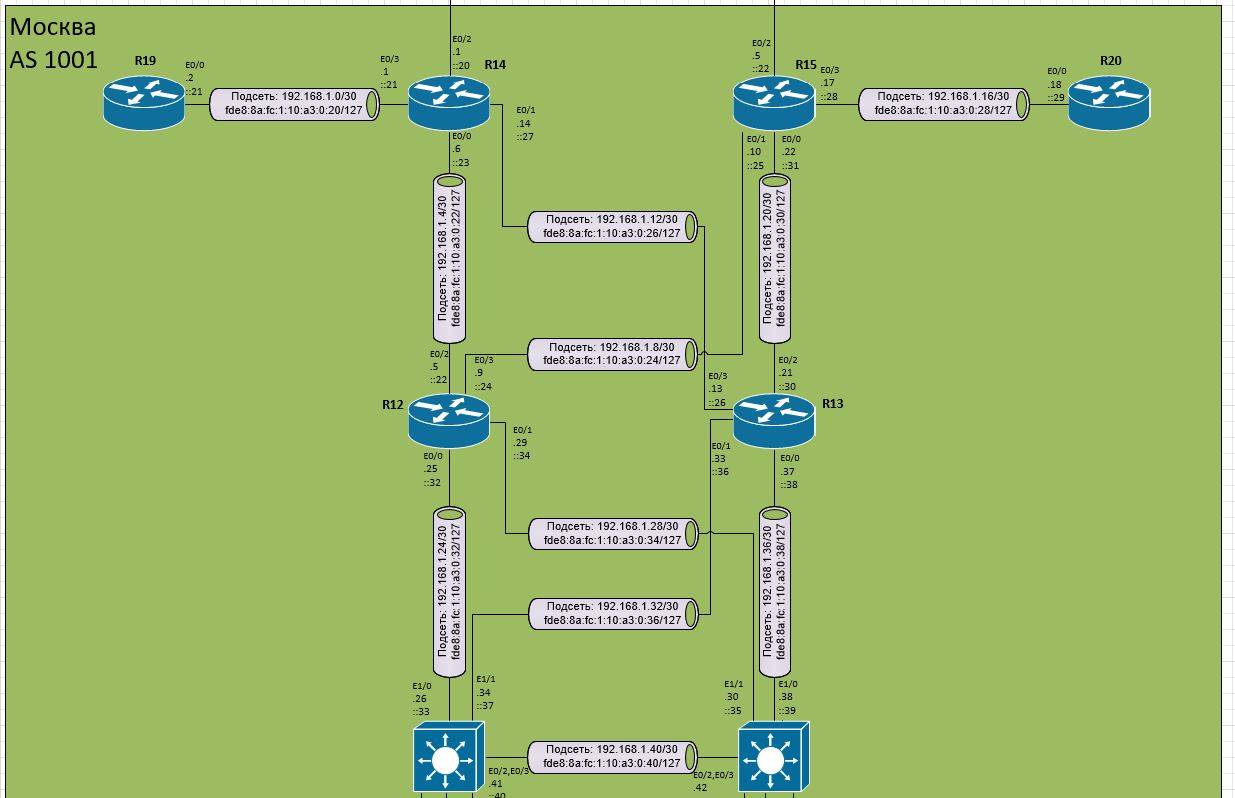 Москва
AS 1001
R19
E0/0
.2
::21
Подсеть: 192.168.1.0/30
fde8:8a:fc:1:10:a3:0:20/127
E0/3
.1
::21
E0/2
.1
::20
R14
E0/1
.14
::27
E0/0
.6
::23
E0/2
.5
::22
R15
E0/3
.17
::28
Подсеть: 192.168.1.16/30
fde8:8a:fc:1:10:a3:0:28/127
E0/0
.18
::29
R20
E0/1
.10
::25
E0/0
.22
::31
Подсеть: 192.168.1.4/30
fde8:8a:fc:1:10:a3:0:22/127
Подсеть: 192.168.1.12/30
fde8:8a:fc:1:10:a3:0:26/127
Подсеть: 192.168.1.20/30
fde8:8a:fc:1:10:a3:0:30/127
Подсеть: 192.168.1.8/30
fde8:8a:fc:1:10:a3:0:24/127
E0/2
.5
::22
E0/3
.9
::24
E0/3
.13
::26
E0/2
.21
::30
R12
R13
E0/0
.25
::32
E0/1
.29
::34
E0/1
.33
::36
E0/0
.37
::38
Подсеть: 192.168.1.24/30
fde8:8a:fc:1:10:a3:0:32/127
Подсеть: 192.168.1.28/30
fde8:8a:fc:1:10:a3:0:34/127
Подсеть: 192.168.1.36/30
fde8:8a:fc:1:10:a3:0:38/127
Подсеть: 192.168.1.32/30
fde8:8a:fc:1:10:a3:0:36/127
E1/0
.26
::33
E1/1
.34
::37
E1/1
.30
::35
E1/0
.38
::39
Подсеть: 192.168.1.40/30
fde8:8a:fc:1:10:a3:0:40/127
E0/2,E0/3
.41
::40
E0/2,E0/3
.42